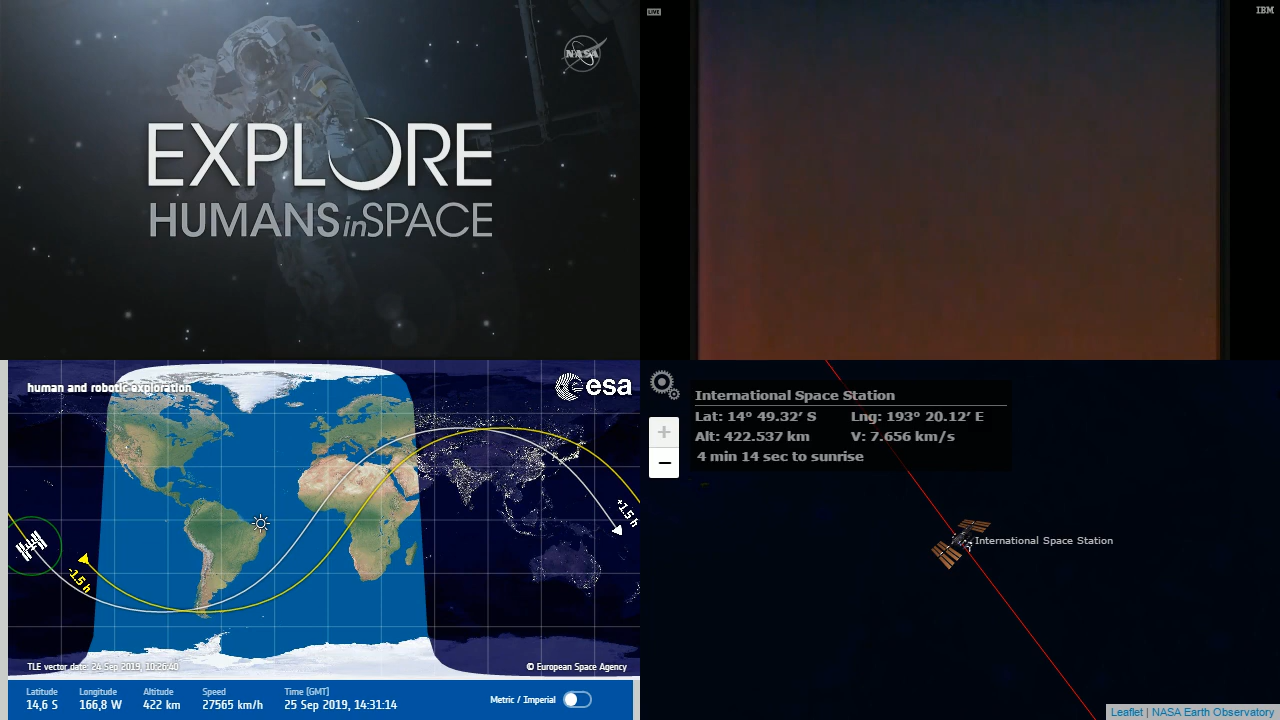 NASA
EXPLORE
HUMANS in SPACE
LIVE
IBM
human and robotic exploration
esa
-1.5 h
+1.5 h
TLE vector date: 24 Sep 2019, 10:26:40
© European Space Agency
Latitude
14,6 S
Longitude
166,8 W
Altitude
422 km
Speed
27565 km/h
Time [GMT]
25 Sep 2019, 14:31:14
Metric / Imperial
International Space Station
Lat: 14° 49.32′ S Lng: 193° 20.12′ E
Alt: 422.537 km V: 7.656 km/s
4 min 14 sec to sunrise
+
−
International Space Station
Leaflet | NASA Earth Observatory